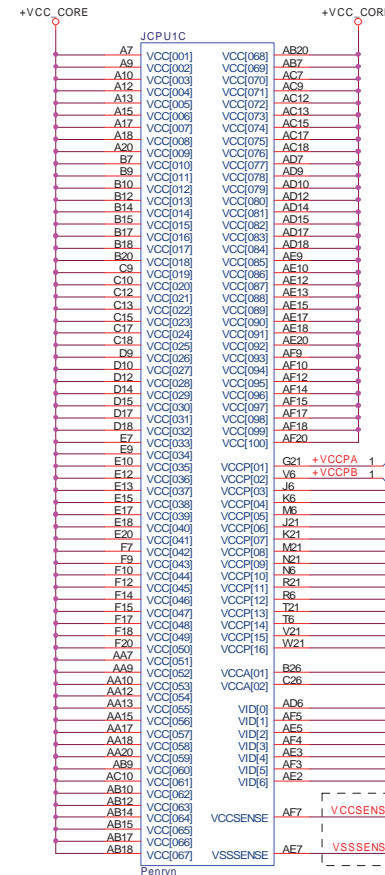 +VCC_CORE +VCC_COR
JCPU1C
A7 VCC[001] VCC[068] AB20
A9 VCC[002] VCC[069] AB7
A10 VCC[003] VCC[070] AC7
A12 VCC[004] VCC[071] AC9
A13 VCC[005] VCC[072] AC12
A15 VCC[006] VCC[073] AC13
A17 VCC[007] VCC[074] AC15
A18 VCC[008] VCC[075] AC17
A20 VCC[009] VCC[076] AC18
B7 VCC[010] VCC[077] AD7
B9 VCC[011] VCC[078] AD9
B10 VCC[012] VCC[079] AD10
B12 VCC[013] VCC[080] AD12
B14 VCC[014] VCC[081] AD14
B15 VCC[015] VCC[082] AD15
B17 VCC[016] VCC[083] AD17
B18 VCC[017] VCC[084] AD18
B20 VCC[018] VCC[085] AE9
C9 VCC[019] VCC[086] AE10
C10 VCC[020] VCC[087] AE12
C12 VCC[021] VCC[088] AE13
C13 VCC[022] VCC[089] AE15
C15 VCC[023] VCC[090] AE17
C17 VCC[024] VCC[091] AE18
C18 VCC[025] VCC[092] AE20
D9 VCC[026] VCC[093] AF9
D10 VCC[027] VCC[094] AF10
D12 VCC[028] VCC[095] AF12
D14 VCC[029] VCC[096] AF14
D15 VCC[030] VCC[097] AF15
D17 VCC[031] VCC[098] AF17
D18 VCC[032] VCC[099] AF18
E7 VCC[033] VCC[100] AF20
E9 VCC[034]
E10 VCC[035] VCCP[01] G21 +VCCPA 1
E12 VCC[036] VCCP[02] V6 +VCCPB 1
E13 VCC[037] VCCP[03] J6
E15 VCC[038] VCCP[04] K6
E17 VCC[039] VCCP[05] M6
E18 VCC[040] VCCP[06] J21
E20 VCC[041] VCCP[07] K21
F7 VCC[042] VCCP[08] M21
F9 VCC[043] VCCP[09] N21
F10 VCC[044] VCCP[10] N6
F12 VCC[045] VCCP[11] R21
F14 VCC[046] VCCP[12] R6
F15 VCC[047] VCCP[13] T21
F17 VCC[048] VCCP[14] T6
F18 VCC[049] VCCP[15] V21
F20 VCC[050] VCCP[16] W21
AA7 VCC[051]
AA9 VCC[052] VCCA[01] B26
AA10 VCC[053] VCCA[02] C26
AA12 VCC[054]
AA13 VCC[055] VID[0] AD6
AA15 VCC[056] VID[1] AF5
AA17 VCC[057] VID[2] AE5
AA18 VCC[058] VID[3] AF4
AA20 VCC[059] VID[4] AE3
AB9 VCC[060] VID[5] AF3
AC10 VCC[061] VID[6] AE2
AB10 VCC[062]
AB12 VCC[063]
AB14 VCC[064] VCCSENSE AF7 VCCSENS
AB15 VCC[065]
AB17 VCC[066]
AB18 VCC[067] VSSSENSE AE7 VSSSENS
Penryn